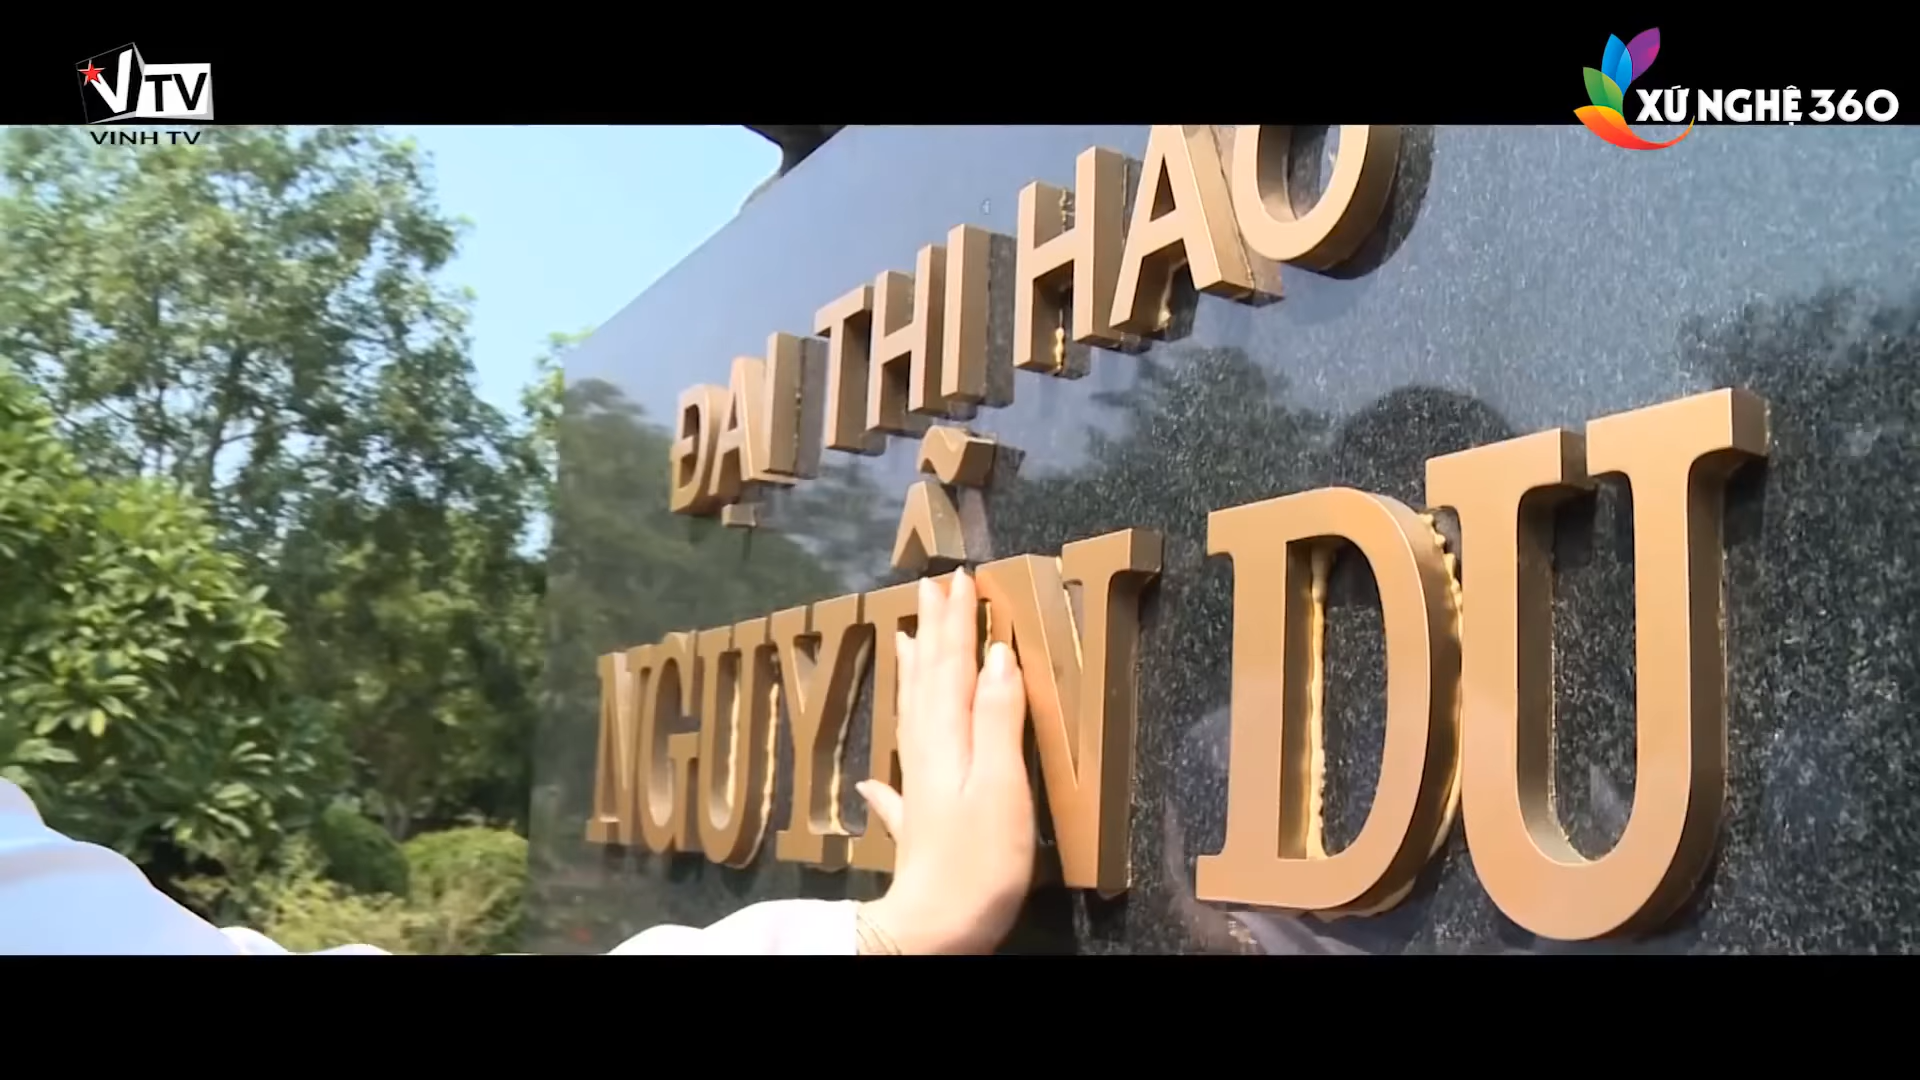 VTV
VINH TV
XỨ NGHỆ 360
ĐẠI THI HÀO
NGUYỄN DU